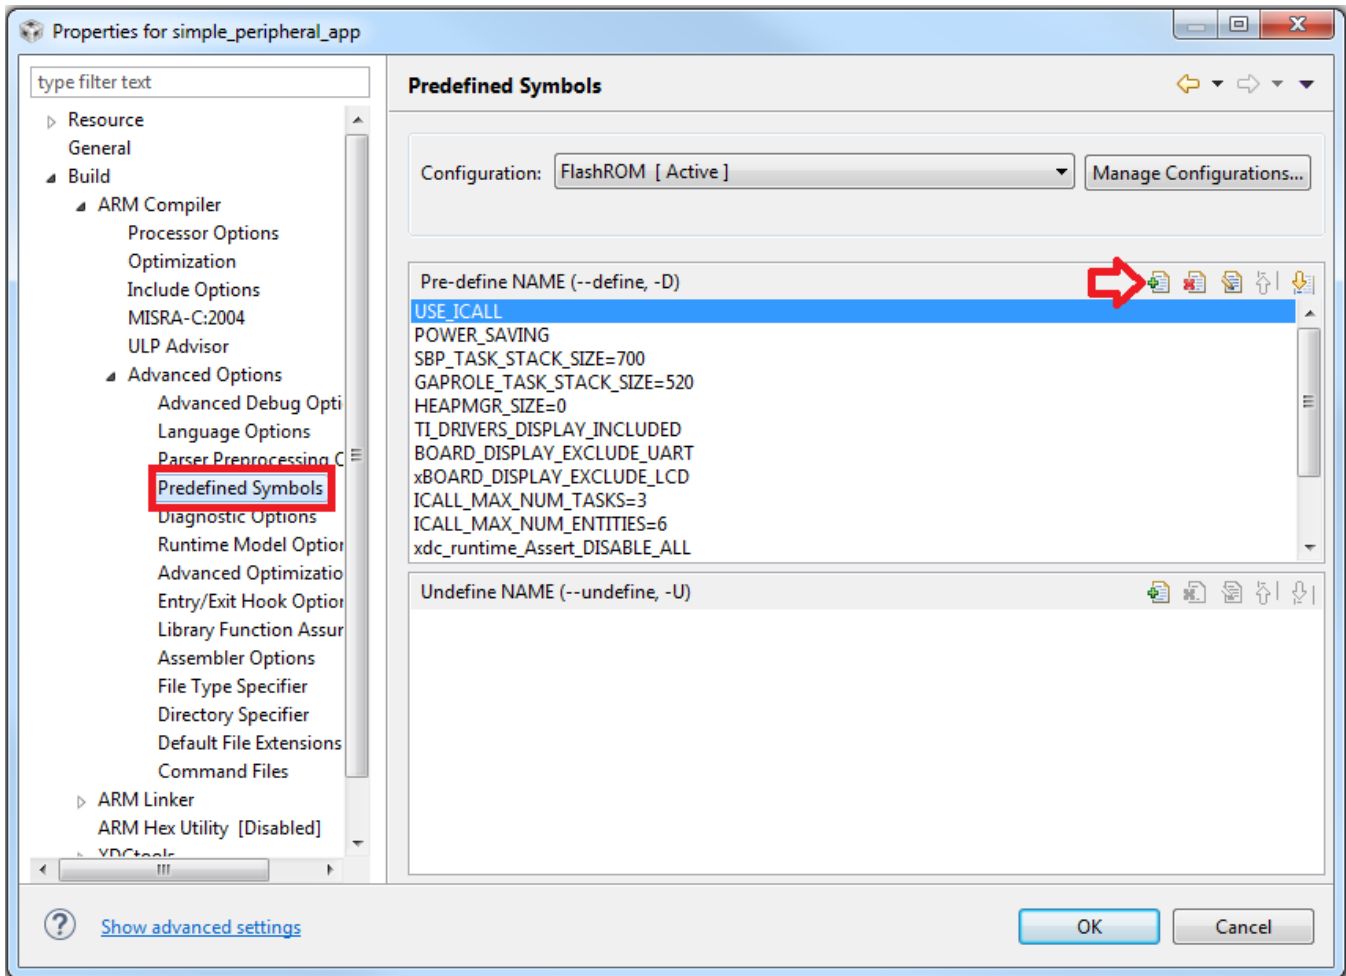 Properties for simple_peripheral_app
type filter text
Resource
General
Build
ARM Compiler
Processor Options
Optimization
Include Options
MISRA-C:2004
ULP Advisor
Advanced Options
Advanced Debug Opti
Language Options
Parser Preprocessing C
Predefined Symbols
Diagnostic Options
Runtime Model Option
Advanced Optimizatio
Entry/Exit Hook Option
Library Function Assur
Assembler Options
File Type Specifier
Directory Specifier
Default File Extensions
Command Files
ARM Linker
ARM Hex Utility [Disabled]
XDCtools
Predefined Symbols
Configuration: FlashROM [ Active ] Manage Configurations...
Pre-define NAME (--define, -D)
USE_ICALL
POWER_SAVING
SBP_TASK_STACK_SIZE=700
GAPROLE_TASK_STACK_SIZE=520
HEAPMGR_SIZE=0
TI_DRIVERS_DISPLAY_INCLUDED
BOARD_DISPLAY_EXCLUDE_UART
xBOARD_DISPLAY_EXCLUDE_LCD
ICALL_MAX_NUM_TASKS=3
ICALL_MAX_NUM_ENTITIES=6
xdc_runtime_Assert_DISABLE_ALL
Undefine NAME (--undefine, -U)
Show advanced settings
OK
Cancel